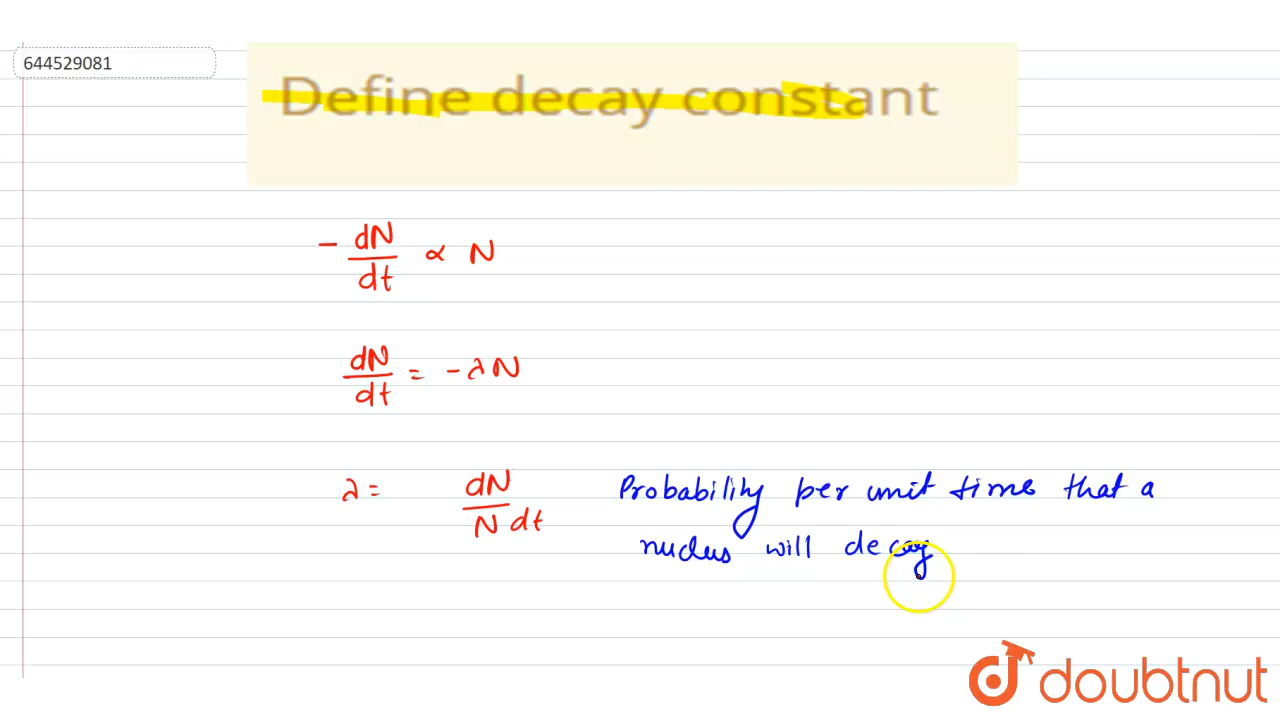 644529081
Define decay constant
- dN/dt ∝ N
dN/dt = - λN
λ = dN/N dt
Probability per unit time that a
nucleus will decay
doubtnut